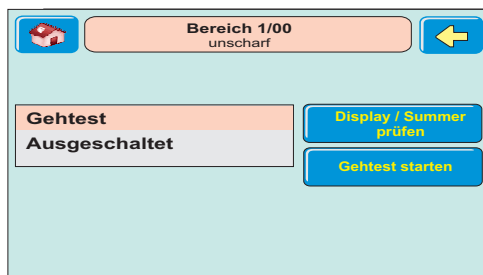 Bereich 1/00
unscharf
Gehtest
Ausgeschaltet
Display / Summer
prüfen
Gehtest starten